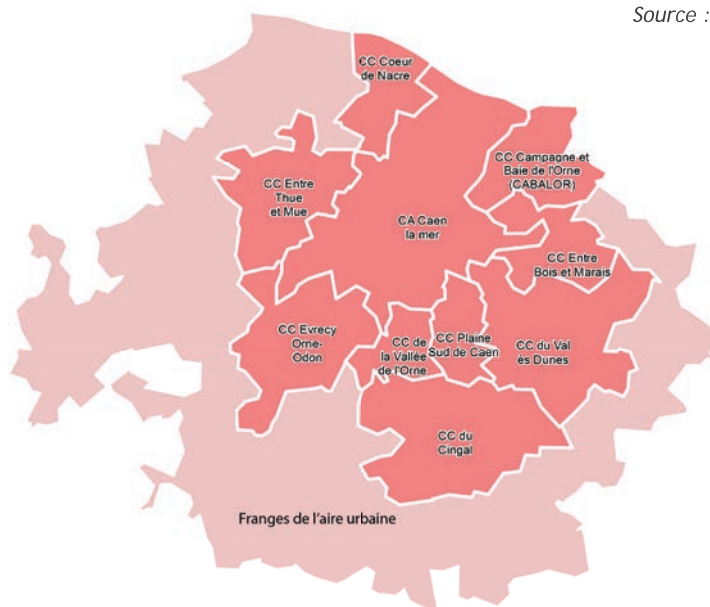 Source :
CC Coeur
de Nacre
CC Campagne et
Baie de l'Orne
(CABALOR)
CC Entre
Thue
et Mue
CA Caen
la mer
CC Entre
Bois et Marais
CC Evrecy
Orne-
Odon
CC de
la Vallée
de l'Orne
CC Plaine
Sud de Caen
CC du Val
ès Dunes
CC du
Cingal
Franges de l'aire urbaine